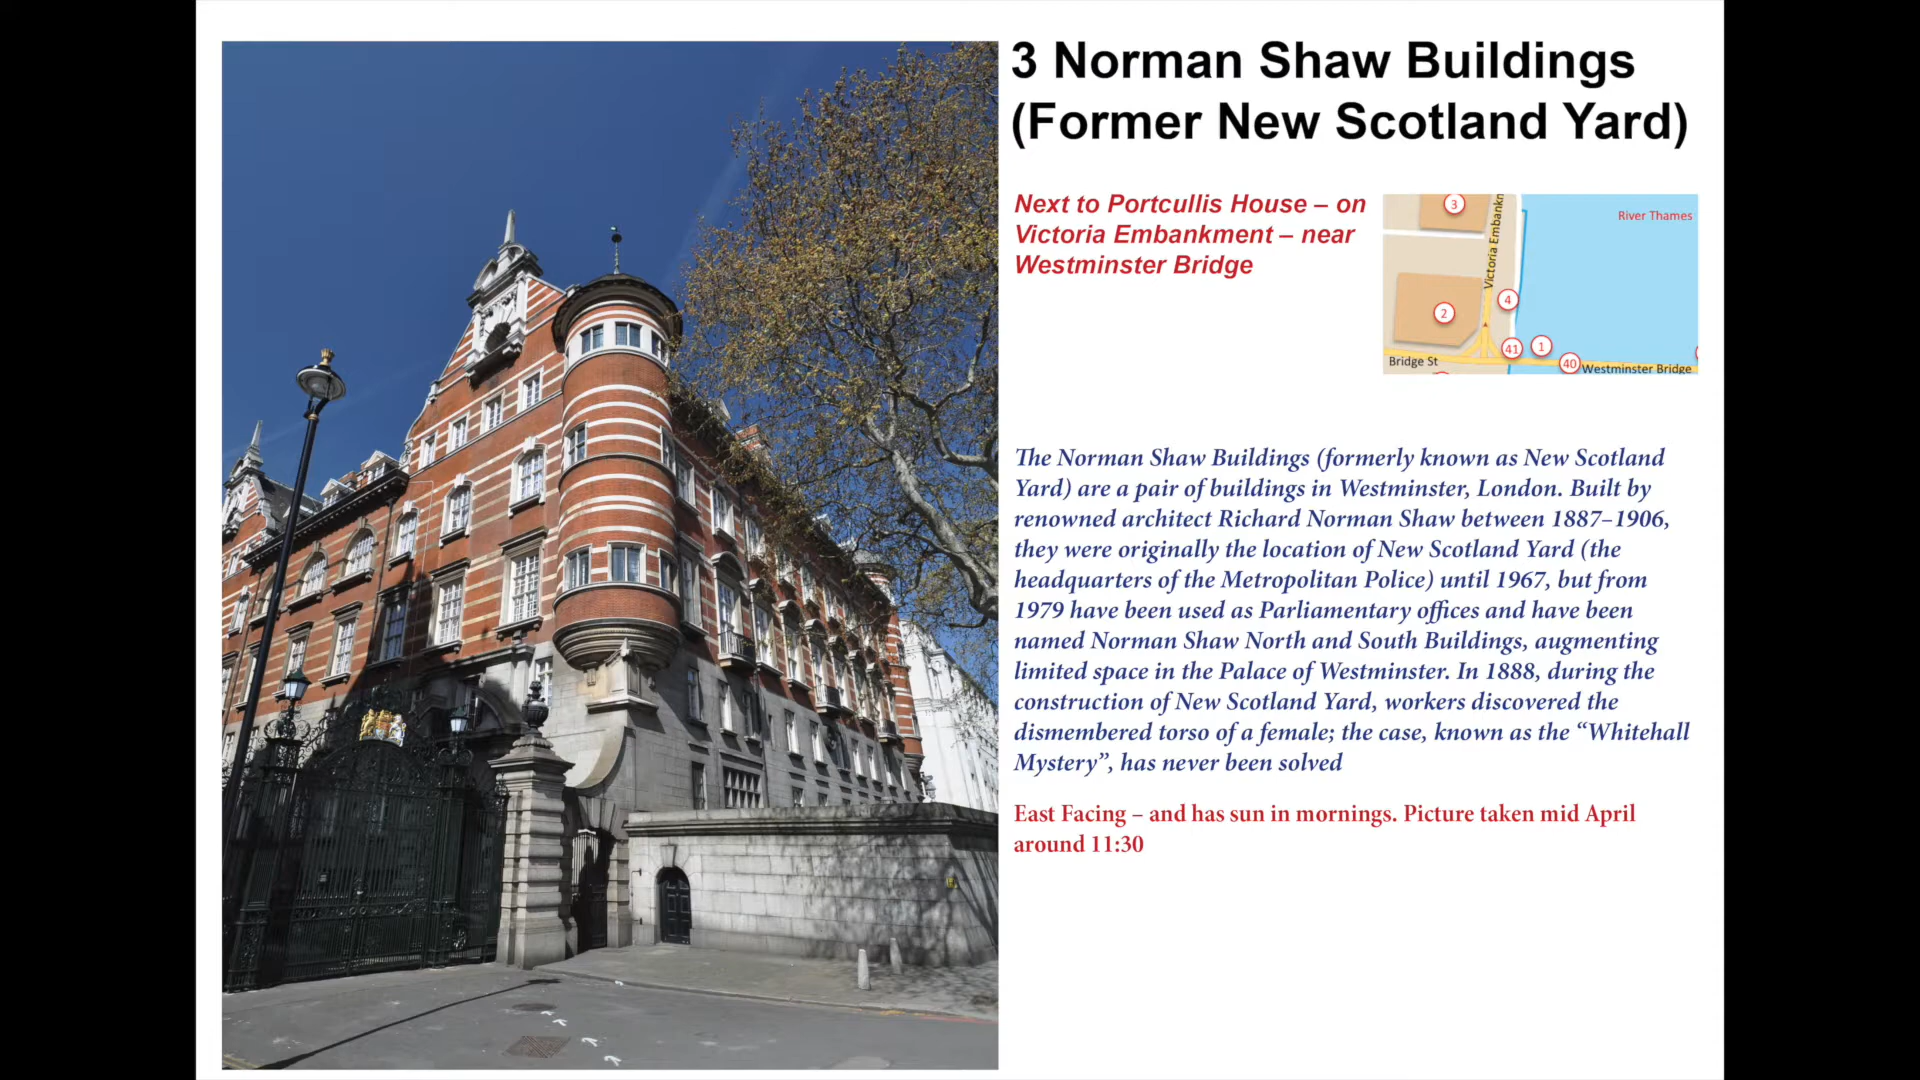 3 Norman Shaw Buildings
(Former New Scotland Yard)
Next to Portcullis House – on
Victoria Embankment – near
Westminster Bridge
3
Victoria Embankn
River Thames
4
2
41
1
Bridge St
40
Westminster Bridge
The Norman Shaw Buildings (formerly known as New Scotland
Yard) are a pair of buildings in Westminster, London. Built by
renowned architect Richard Norman Shaw between 1887–1906,
they were originally the location of New Scotland Yard (the
headquarters of the Metropolitan Police) until 1967, but from
1979 have been used as Parliamentary offices and have been
named Norman Shaw North and South Buildings, augmenting
limited space in the Palace of Westminster. In 1888, during the
construction of New Scotland Yard, workers discovered the
dismembered torso of a female; the case, known as the “Whitehall
Mystery”, has never been solved
East Facing – and has sun in mornings. Picture taken mid April
around 11:30